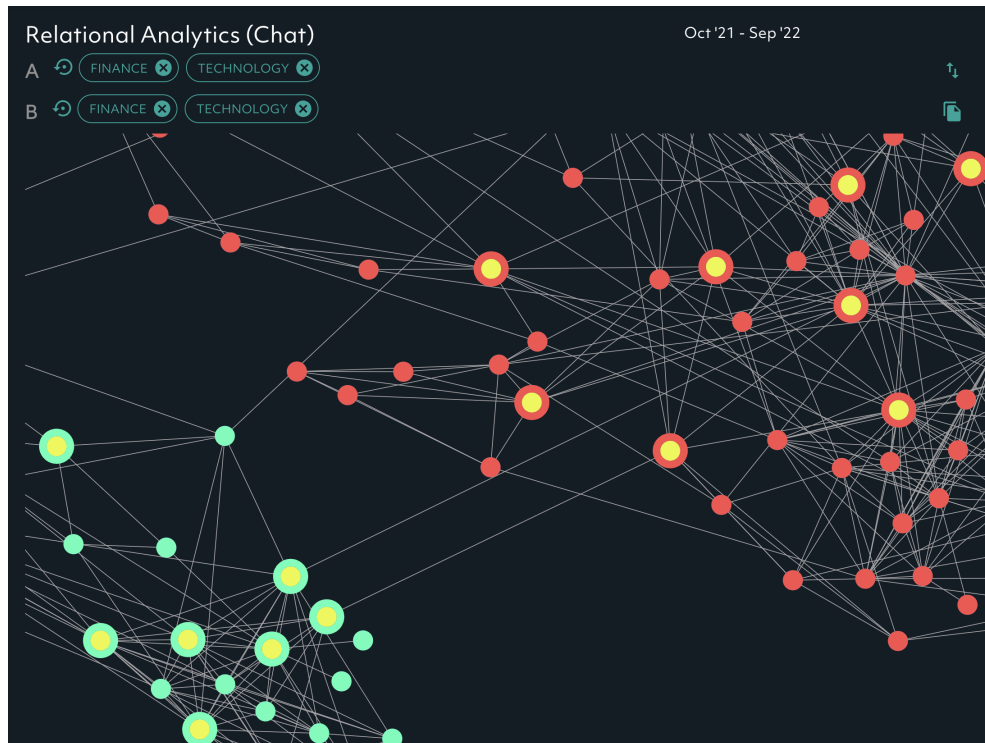 Relational Analytics (Chat)
Oct '21 - Sep '22
A FINANCE TECHNOLOGY
B FINANCE TECHNOLOGY